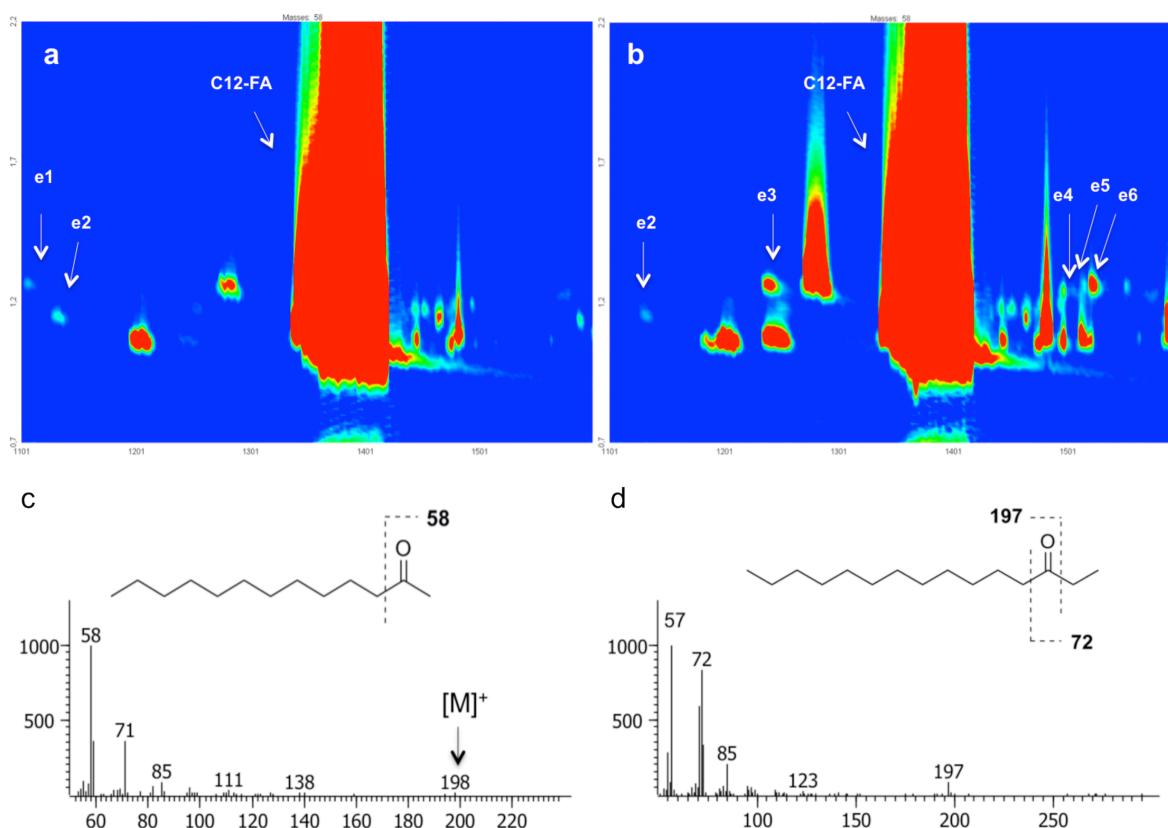 Masses: 58
Masses: 58
2,2
1,7
1,2
0,7
a
C12-FA
e1
e2
1101 1201 1301 1401 1501
2,2
1,7
1,2
0,7
b
C12-FA
e2
e3
e4
e5
e6
1101 1201 1301 1401 1501
c
58
O
1000
500
58
71
85
111
138
[M]+
198
60 80 100 120 140 160 180 200 220
d
197
O
72
1000
500
57
72
85
123
197
100 150 200 250